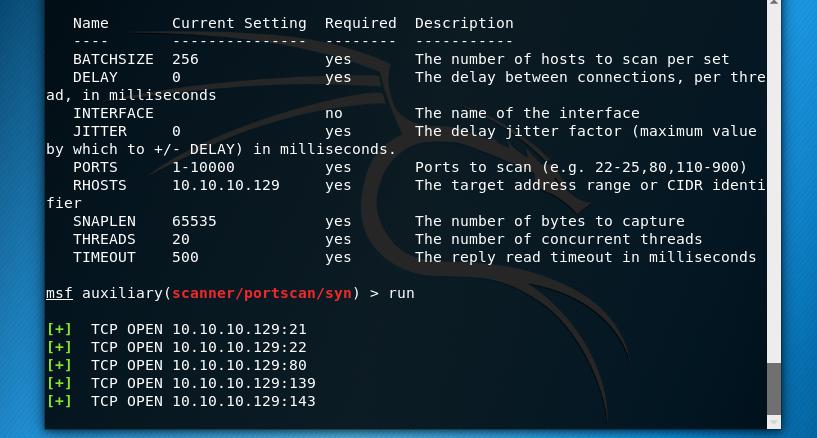 Name       Current Setting  Required  Description
----       ---------------  --------  -----------
BATCHSIZE  256              yes       The number of hosts to scan per set
DELAY      0                yes       The delay between connections, per thre
ad, in milliseconds
INTERFACE                   no        The name of the interface
JITTER     0                yes       The delay jitter factor (maximum value
by which to +/- DELAY) in milliseconds.
PORTS      1-10000          yes       Ports to scan (e.g. 22-25,80,110-900)
RHOSTS     10.10.10.129     yes       The target address range or CIDR identi
fier
SNAPLEN    65535            yes       The number of bytes to capture
THREADS    20               yes       The number of concurrent threads
TIMEOUT    500              yes       The reply read timeout in milliseconds
msf auxiliary(scanner/portscan/syn) > run
[+]  TCP OPEN 10.10.10.129:21
[+]  TCP OPEN 10.10.10.129:22
[+]  TCP OPEN 10.10.10.129:80
[+]  TCP OPEN 10.10.10.129:139
[+]  TCP OPEN 10.10.10.129:143